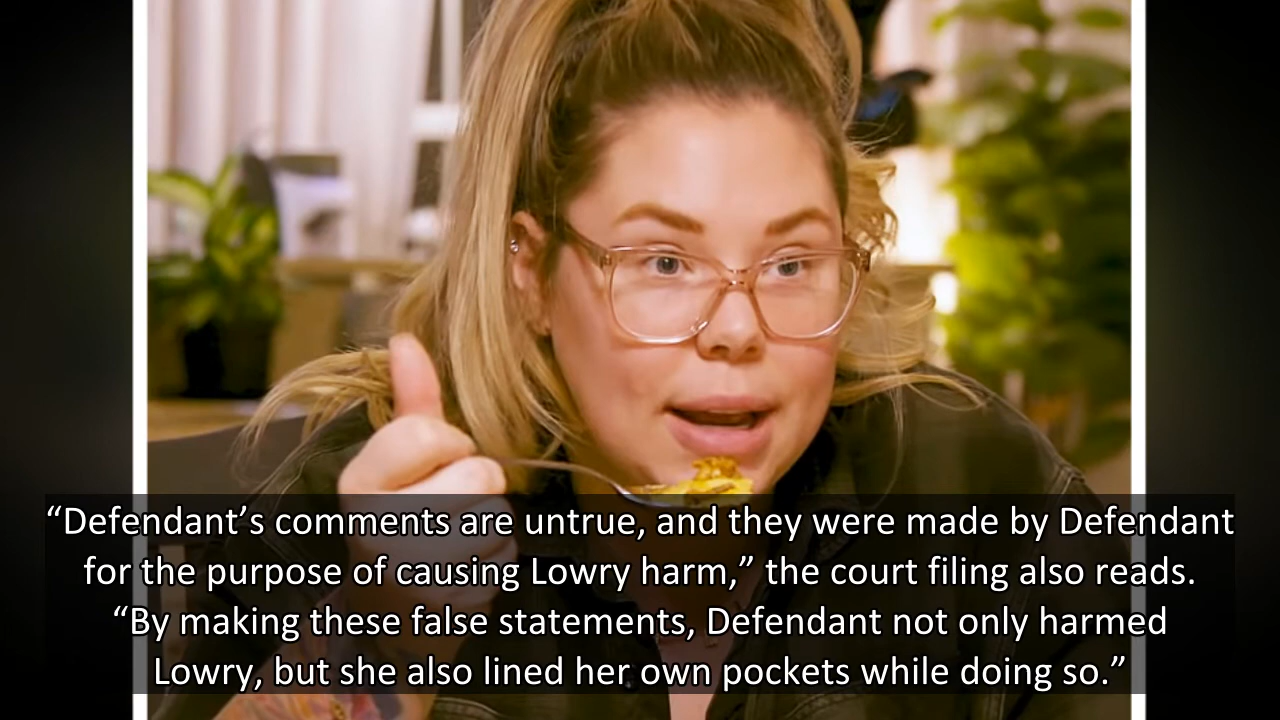 “Defendant’s comments are untrue, and they were made by Defendant
for the purpose of causing Lowry harm,” the court filing also reads.
“By making these false statements, Defendant not only harmed
Lowry, but she also lined her own pockets while doing so.”